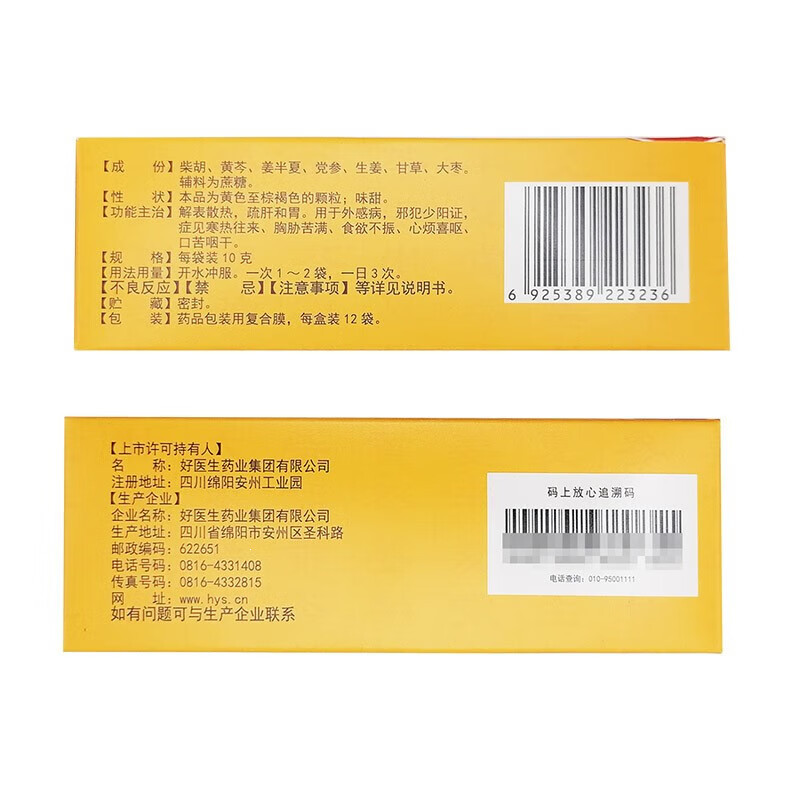 【成　份】柴胡、黄芩、姜半夏、党参、生姜、甘草、大枣。
辅料为蔗糖。
【性　状】本品为黄色至棕褐色的颗粒；味甜。
【功能主治】解表散热，疏肝和胃。用于外感病，邪犯少阳证，
症见寒热往来、胸胁苦满、食欲不振、心烦喜呕、
口苦咽干。
【规　格】每袋装10克
【用法用量】开水冲服。一次1～2袋，一日3次。
【不良反应】【禁　忌】【注意事项】等详见说明书。
【贮　藏】密封。
【包　装】药品包装用复合膜，每盒装12袋。
6 925389 223236
【上市许可持有人】
名　称：好医生药业集团有限公司
注册地址：四川绵阳安州工业园
【生产企业】
企业名称：好医生药业集团有限公司
生产地址：四川省绵阳市安州区圣科路
邮政编码：622651
电话号码：0816-4331408
传真号码：0816-4332815
网　址：www.hys.cn
如有问题可与生产企业联系
码上放心追溯码
电话查询：010-95001111